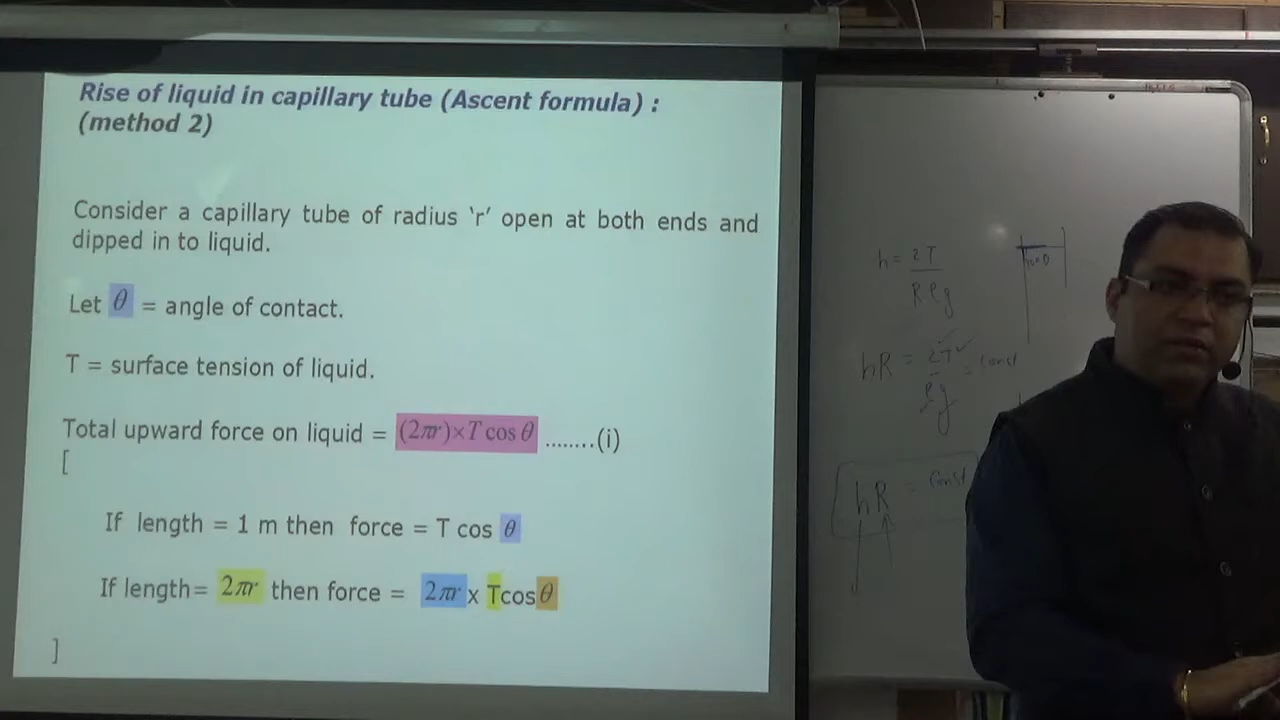 Rise of liquid in capillary tube (Ascent formula) :
(method 2)
Consider a capillary tube of radius ‘r’ open at both ends and
dipped in to liquid.
Let θ = angle of contact.
T = surface tension of liquid.
Total upward force on liquid = (2πr)×T cos θ ........(i)
[
If length = 1 m then force = T cos θ
If length= 2πr then force = 2πr x Tcosθ
]
h = 2T / Rρg
hR = 2T / ρg = const
hR = const